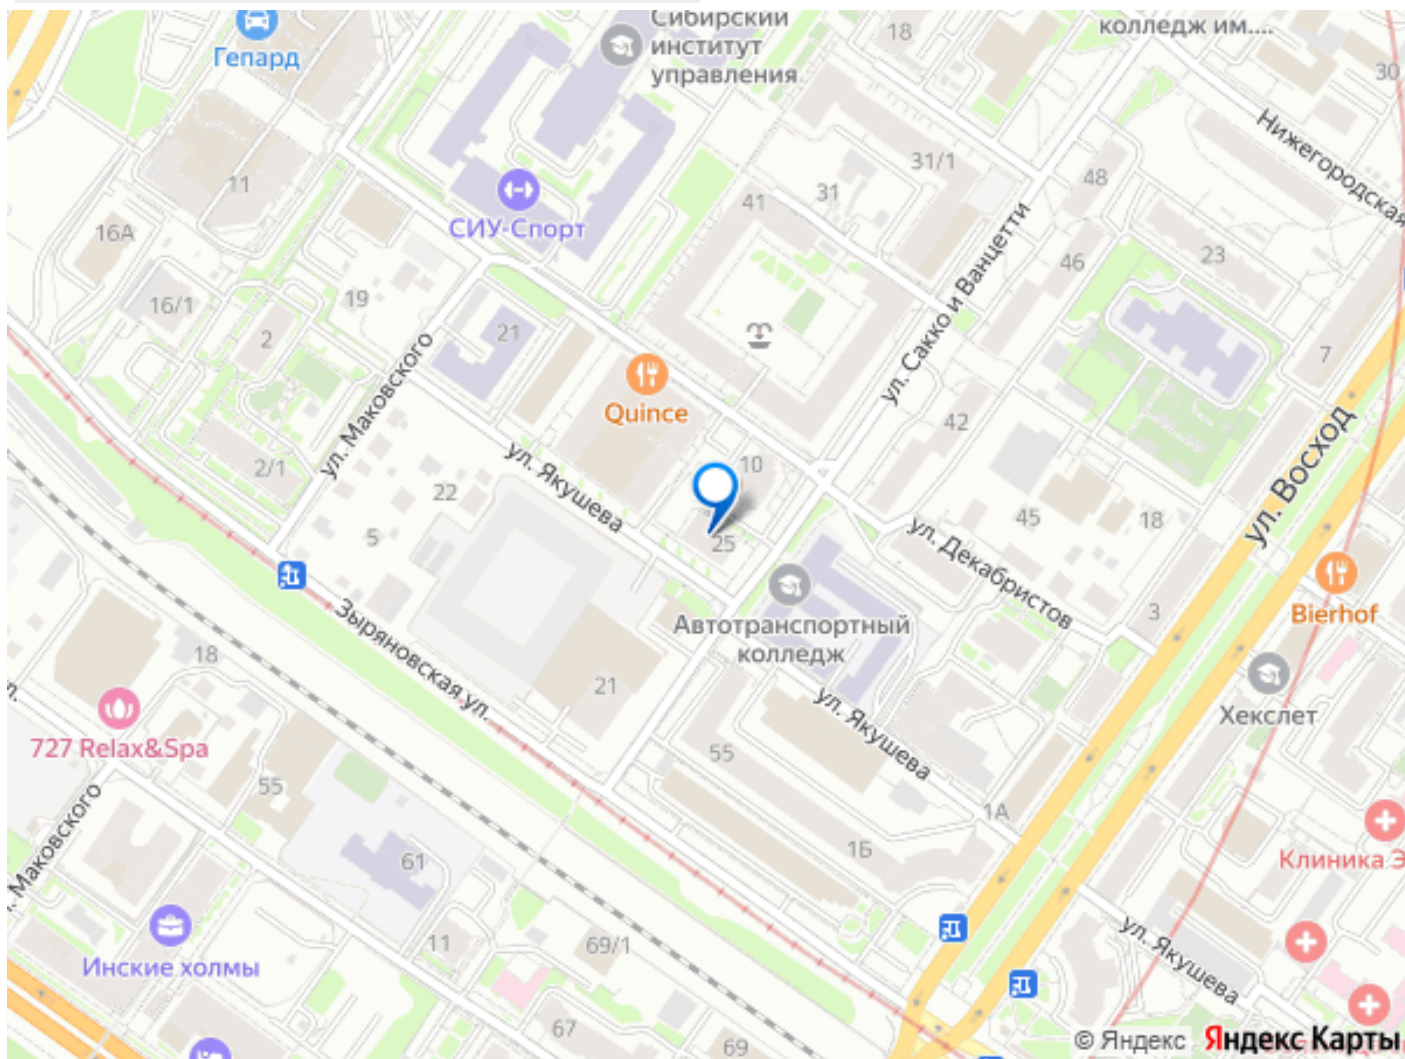 Сибирский
институт
управления
колледж им....
18
30
Гепард
Нижегородская
31/1
48
31
11
41
СИУ-Спорт
16А
ул. Сакко и Ванцетти
46
23
16/1
19
2
21
7
ул. Маковского
Quince
42
ул. Восход
2/1
ул. Якушева
10
22
45
18
5
25
ул. Декабристов
Bierhof
3
Автотранспортный
колледж
Зыряновская ул.
18
21
Хекслет
727 Relax&Spa
ул. Якушева
55
55
1А
Маковского
1Б
61
Клиника Э
11
69/1
ул. Якушева
Инские холмы
67
69
© Яндекс Яндекс Карты